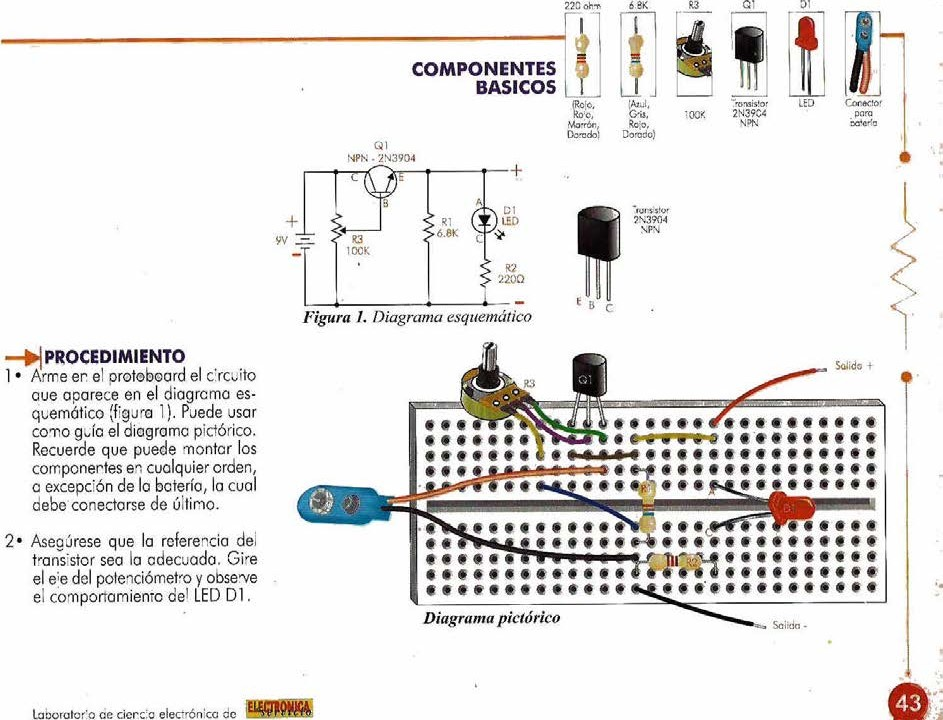 220 ohm
6.8K
R3
Q1
D1
COMPONENTES
BASICOS
(Rojo,
Rojo,
Marrón,
Dorado)
(Azul,
Gris,
Rojo,
Dorado)
100K
Transistor
2N3904
NPN
LED
Conector
para
batería
Q1
NPN - 2N3904
C
E
B
+
+
9V
-
R3
100K
R1
6.8K
A
D1
LED
C
R2
220Ω
-
Transistor
2N3904
NPN
E B C
Figura 1. Diagrama esquemático
PROCEDIMIENTO
1• Arme en el protoboard el circuito
que aparece en el diagrama es-
quemático (figura 1). Puede usar
como guía el diagrama pictórico.
Recuerde que puede montar los
componentes en cualquier orden,
a excepción de la batería, la cual
debe conectarse de último.
2• Asegúrese que la referencia del
transistor sea la adecuada. Gire
el eje del potenciómetro y observe
el comportamiento del LED D1.
R3
Q1
Salida +
R1
A
D1
C
R2
Salida -
Diagrama pictórico
Laboratorio de ciencia electrónica de
ELECTRONICA
43